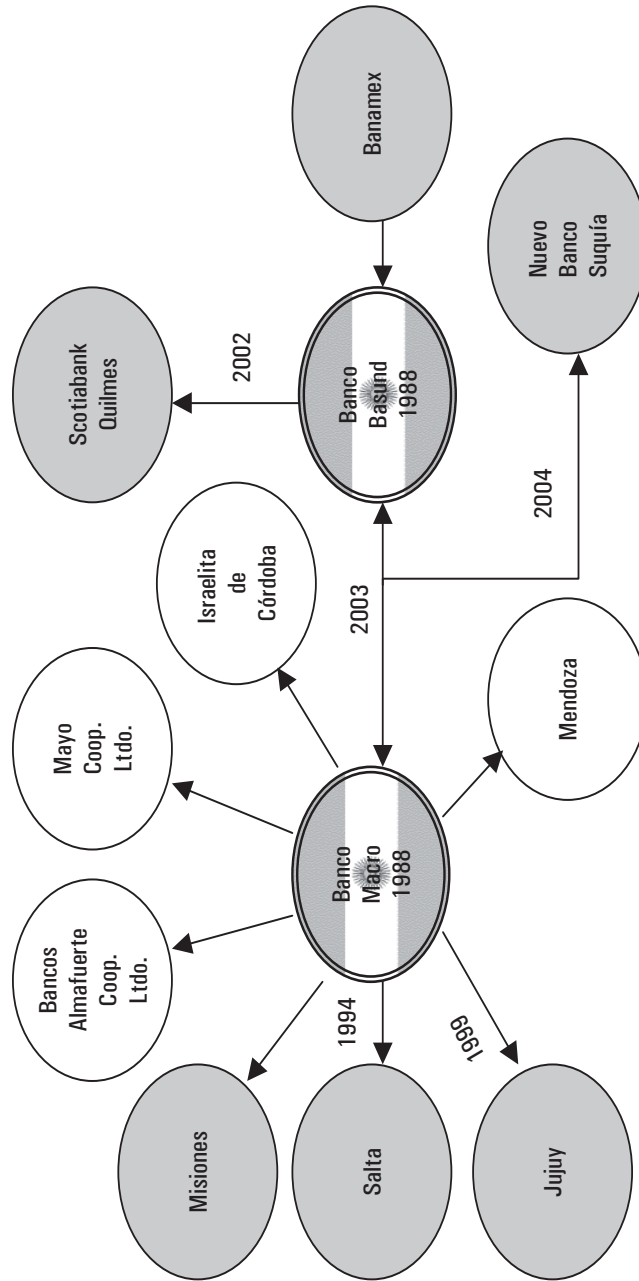 Scotiabank
Quilmes
Banamex
2002
Banco
Basund
1988
Nuevo
Banco
Suquía
2004
2003
Israelita
de
Córdoba
Mayo
Coop.
Ltdo.
Bancos
Almafuerte
Coop.
Ltdo.
Banco
Macro
1988
Mendoza
Misiones
1994
Salta
1999
Jujuy